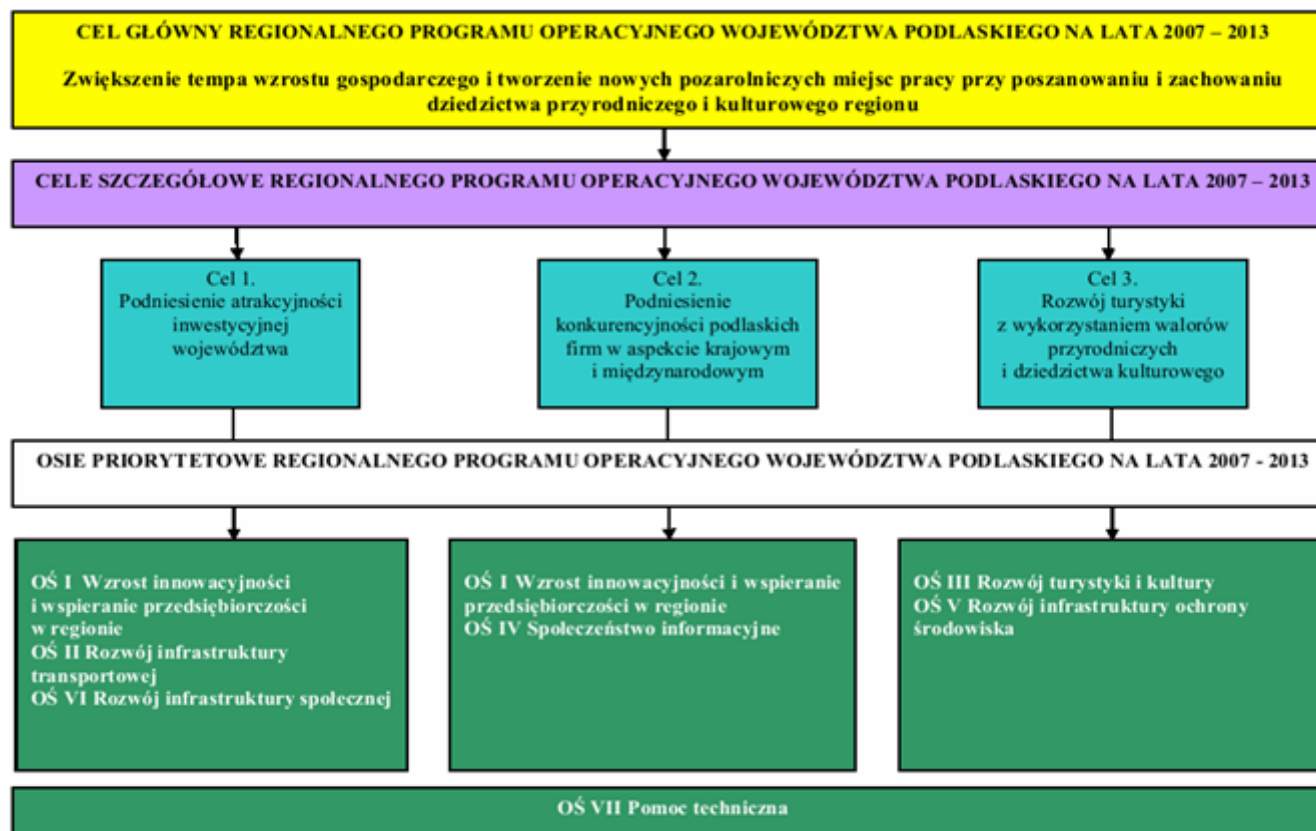 CEL GŁÓWNY REGIONALNEGO PROGRAMU OPERACYJNEGO WOJEWÓDZTWA PODLASKIEGO NA LATA 2007 – 2013
Zwiększenie tempa wzrostu gospodarczego i tworzenie nowych pozarolniczych miejsc pracy przy poszanowaniu i zachowaniu
dziedzictwa przyrodniczego i kulturowego regionu
CELE SZCZEGÓŁOWE REGIONALNEGO PROGRAMU OPERACYJNEGO WOJEWÓDZTWA PODLASKIEGO NA LATA 2007 – 2013
Cel 1.
Podniesienie atrakcyjności
inwestycyjnej
województwa
Cel 2.
Podniesienie
konkurencyjności podlaskich
firm w aspekcie krajowym
i międzynarodowym
Cel 3.
Rozwój turystyki
z wykorzystaniem walorów
przyrodniczych
i dziedzictwa kulturowego
OSIE PRIORYTETOWE REGIONALNEGO PROGRAMU OPERACYJNEGO WOJEWÓDZTWA PODLASKIEGO NA LATA 2007 - 2013
OŚ I Wzrost innowacyjności
i wspieranie przedsiębiorczości
w regionie
OŚ II Rozwój infrastruktury
transportowej
OŚ VI Rozwój infrastruktury społecznej
OŚ I Wzrost innowacyjności i wspieranie
przedsiębiorczości w regionie
OŚ IV Społeczeństwo informacyjne
OŚ III Rozwój turystyki i kultury
OŚ V Rozwój infrastruktury ochrony
środowiska
OŚ VII Pomoc techniczna